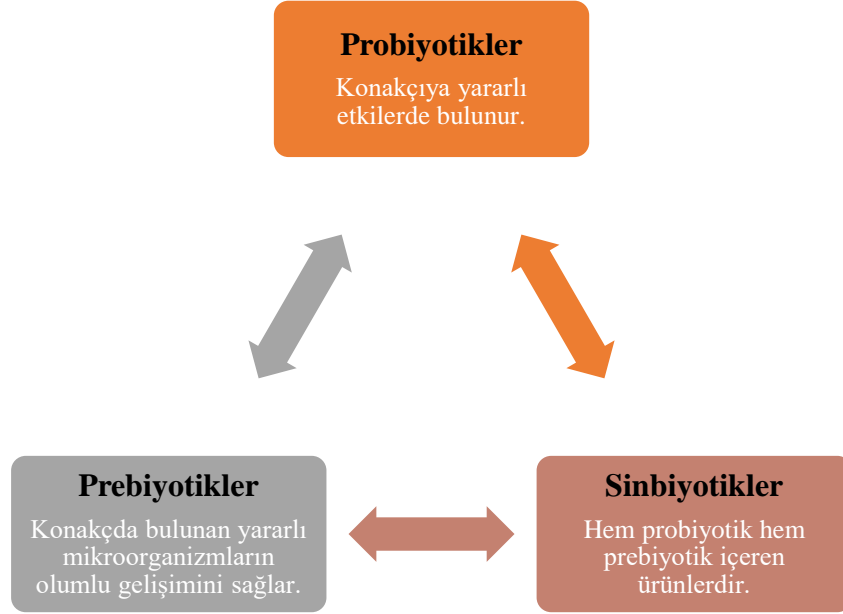 Probiyotikler
Konakçıya yararlı
etkilerde bulunur.
Prebiyotikler
Konakçda bulunan yararlı
mikroorganizmların
olumlu gelişimini sağlar.
Sinbiyotikler
Hem probiyotik hem
prebiyotik içeren
ürünlerdir.